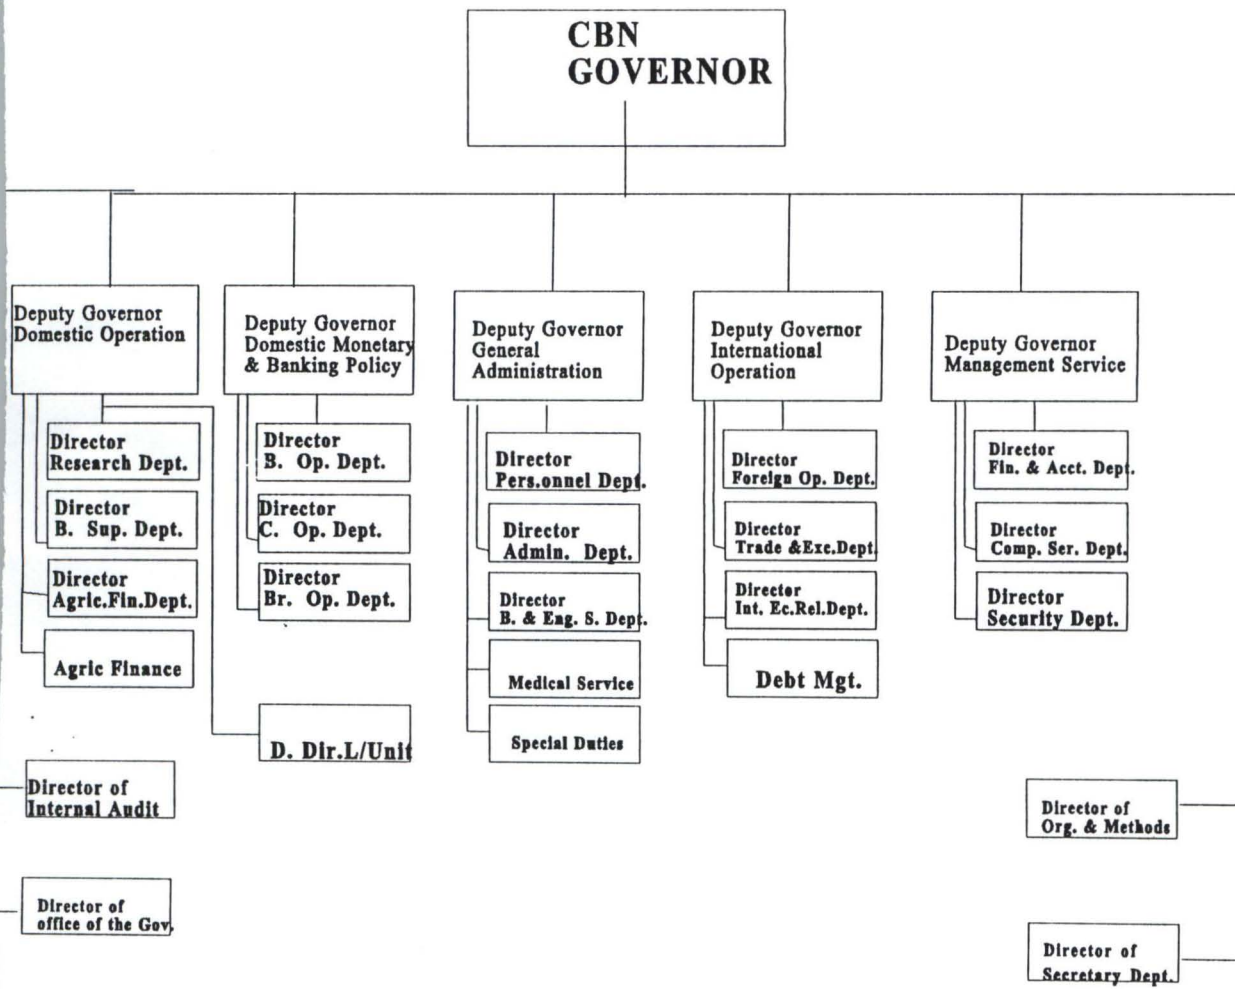 CBN
GOVERNOR
Deputy Governor
Domestic Operation
Deputy Governor
Domestic Monetary
& Banking Policy
Deputy Governor
General
Administration
Deputy Governor
International
Operation
Deputy Governor
Management Service
Director
Research Dept.
Director
B. Sup. Dept.
Director
Agric.Fin.Dept.
Agric Finance
Director
B. Op. Dept.
Director
C. Op. Dept.
Director
Br. Op. Dept.
D. Dir.L/Unit
Director
Pers.onnel Dept.
Director
Admin. Dept.
Director
B. & Eng. S. Dept.
Medical Service
Special Duties
Director
Foreign Op. Dept.
Director
Trade &Exc.Dept.
Director
Int. Ec.Rel.Dept.
Debt Mgt.
Director
Fin. & Acct. Dept.
Director
Comp. Ser. Dept.
Director
Security Dept.
Director of
Internal Audit
Director of
office of the Gov.
Director of
Org. & Methods
Director of
Secretary Dept.